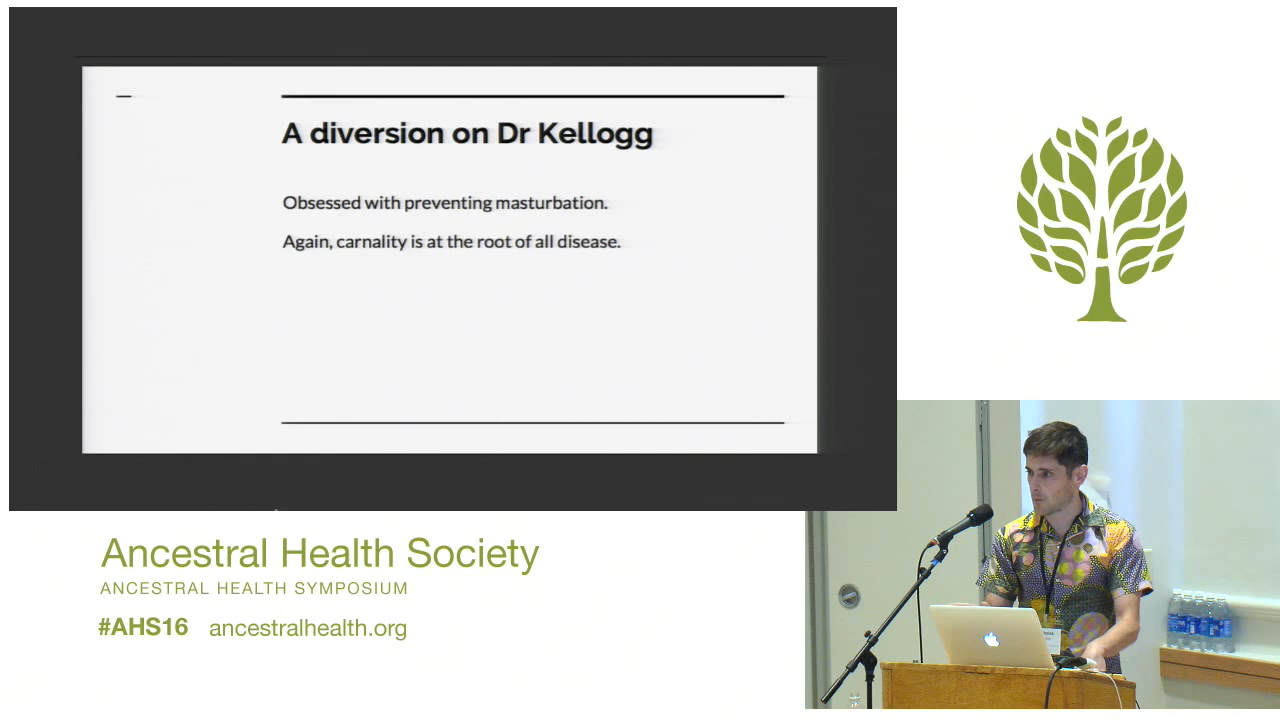 A diversion on Dr Kellogg
Obsessed with preventing masturbation.
Again, carnality is at the root of all disease.
Ancestral Health Society
ANCESTRAL HEALTH SYMPOSIUM
#AHS16 ancestralhealth.org